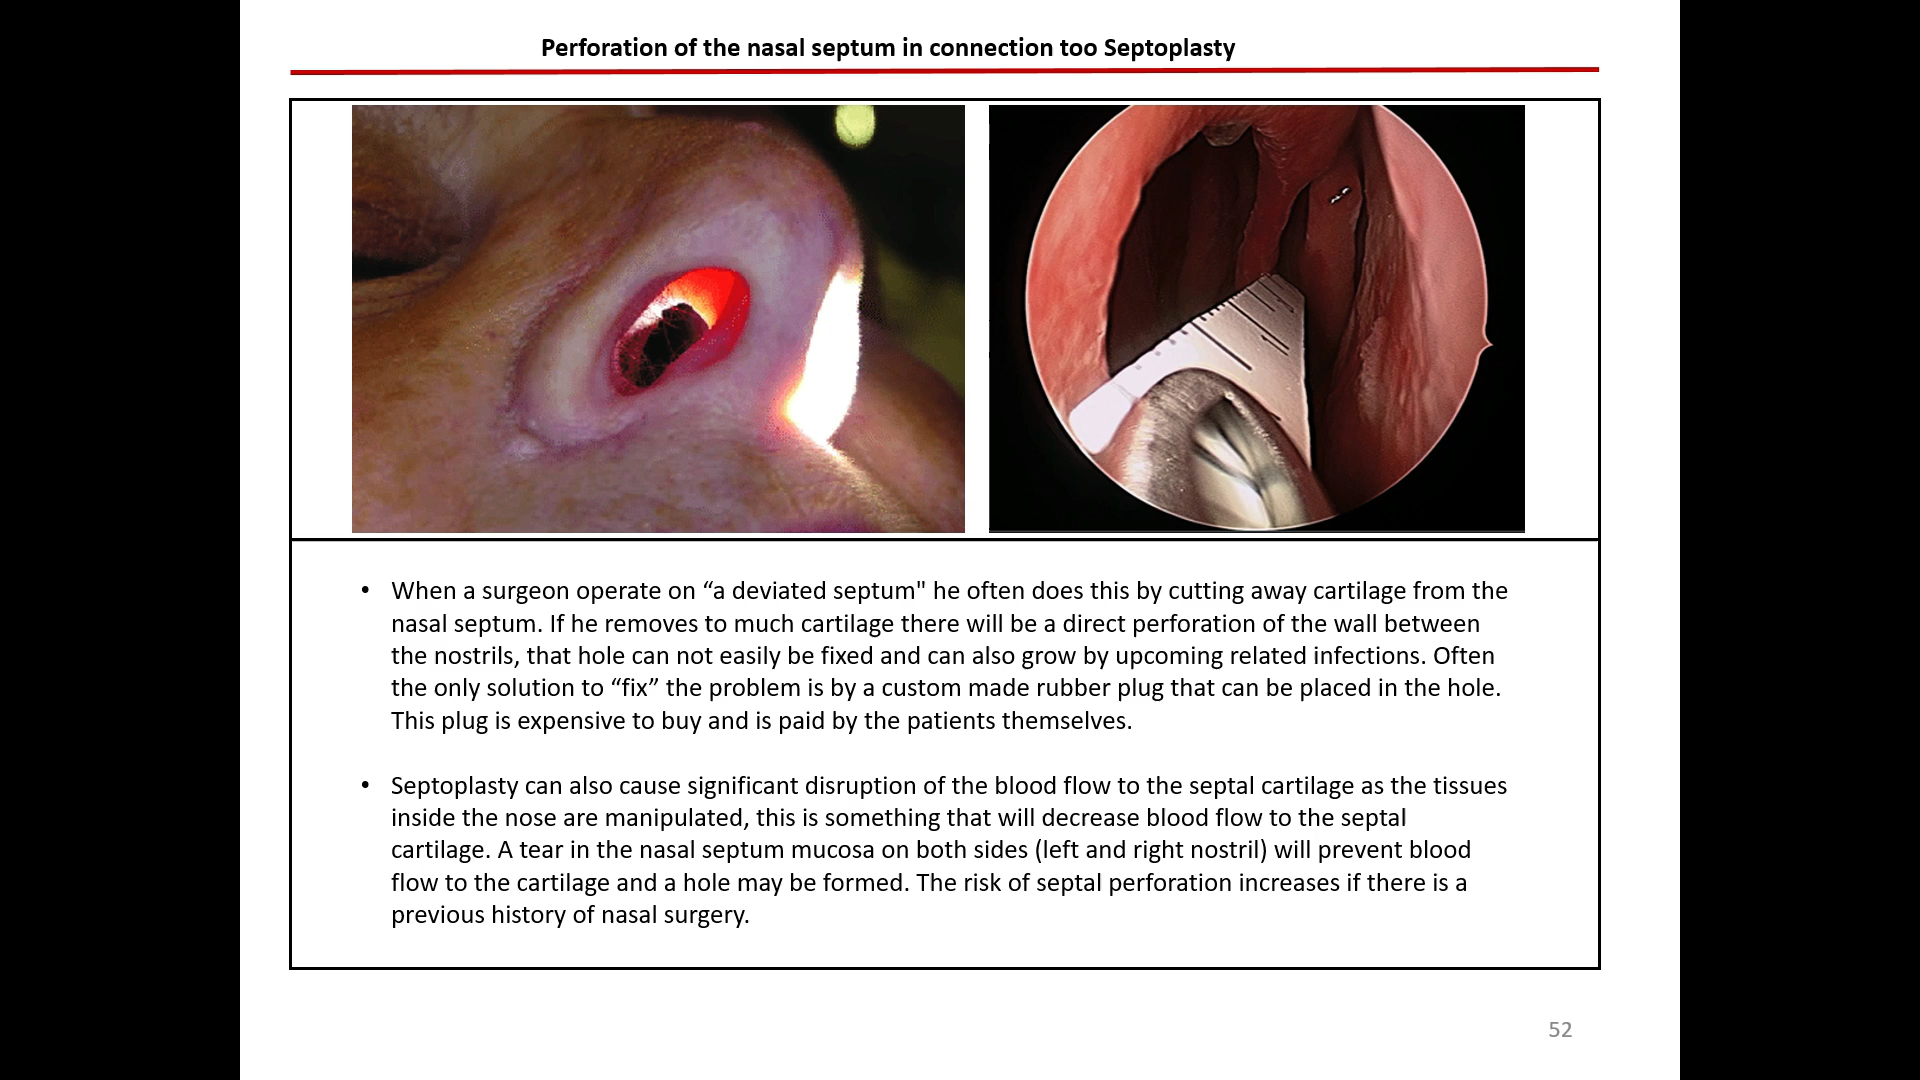 Perforation of the nasal septum in connection too Septoplasty
• When a surgeon operate on “a deviated septum" he often does this by cutting away cartilage from the
nasal septum. If he removes to much cartilage there will be a direct perforation of the wall between
the nostrils, that hole can not easily be fixed and can also grow by upcoming related infections. Often
the only solution to “fix” the problem is by a custom made rubber plug that can be placed in the hole.
This plug is expensive to buy and is paid by the patients themselves.
• Septoplasty can also cause significant disruption of the blood flow to the septal cartilage as the tissues
inside the nose are manipulated, this is something that will decrease blood flow to the septal
cartilage. A tear in the nasal septum mucosa on both sides (left and right nostril) will prevent blood
flow to the cartilage and a hole may be formed. The risk of septal perforation increases if there is a
previous history of nasal surgery.
52